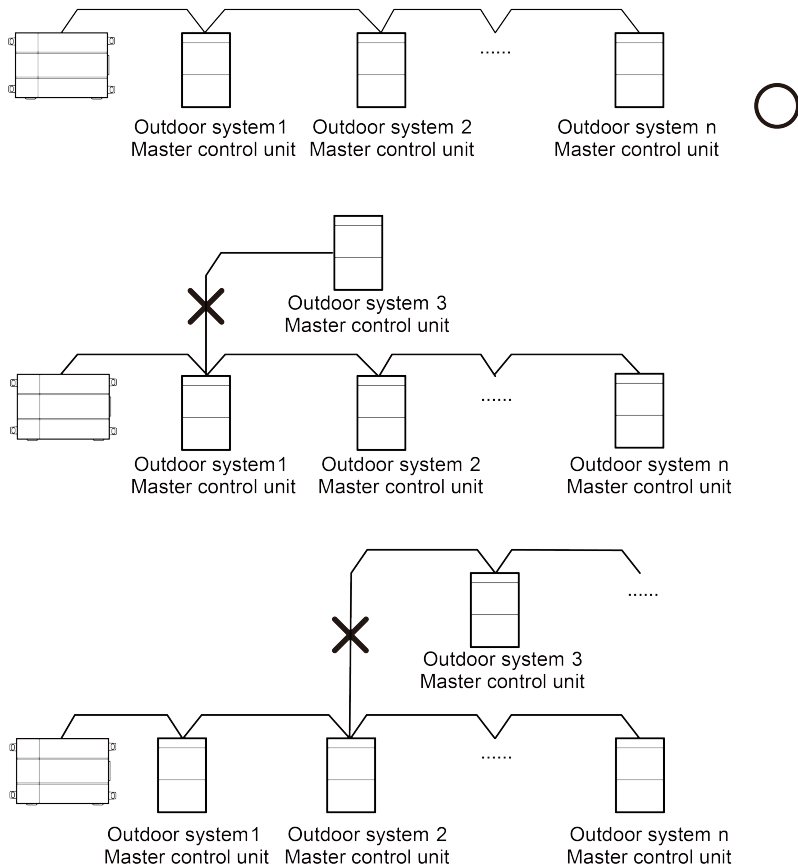 ......
Outdoor system1 Outdoor system 2 Outdoor system n
Master control unit Master control unit Master control unit
Outdoor system 3
Master control unit
......
Outdoor system1 Outdoor system 2 Outdoor system n
Master control unit Master control unit Master control unit
......
Outdoor system 3
Master control unit
......
Outdoor system1 Outdoor system 2 Outdoor system n
Master control unit Master control unit Master control unit